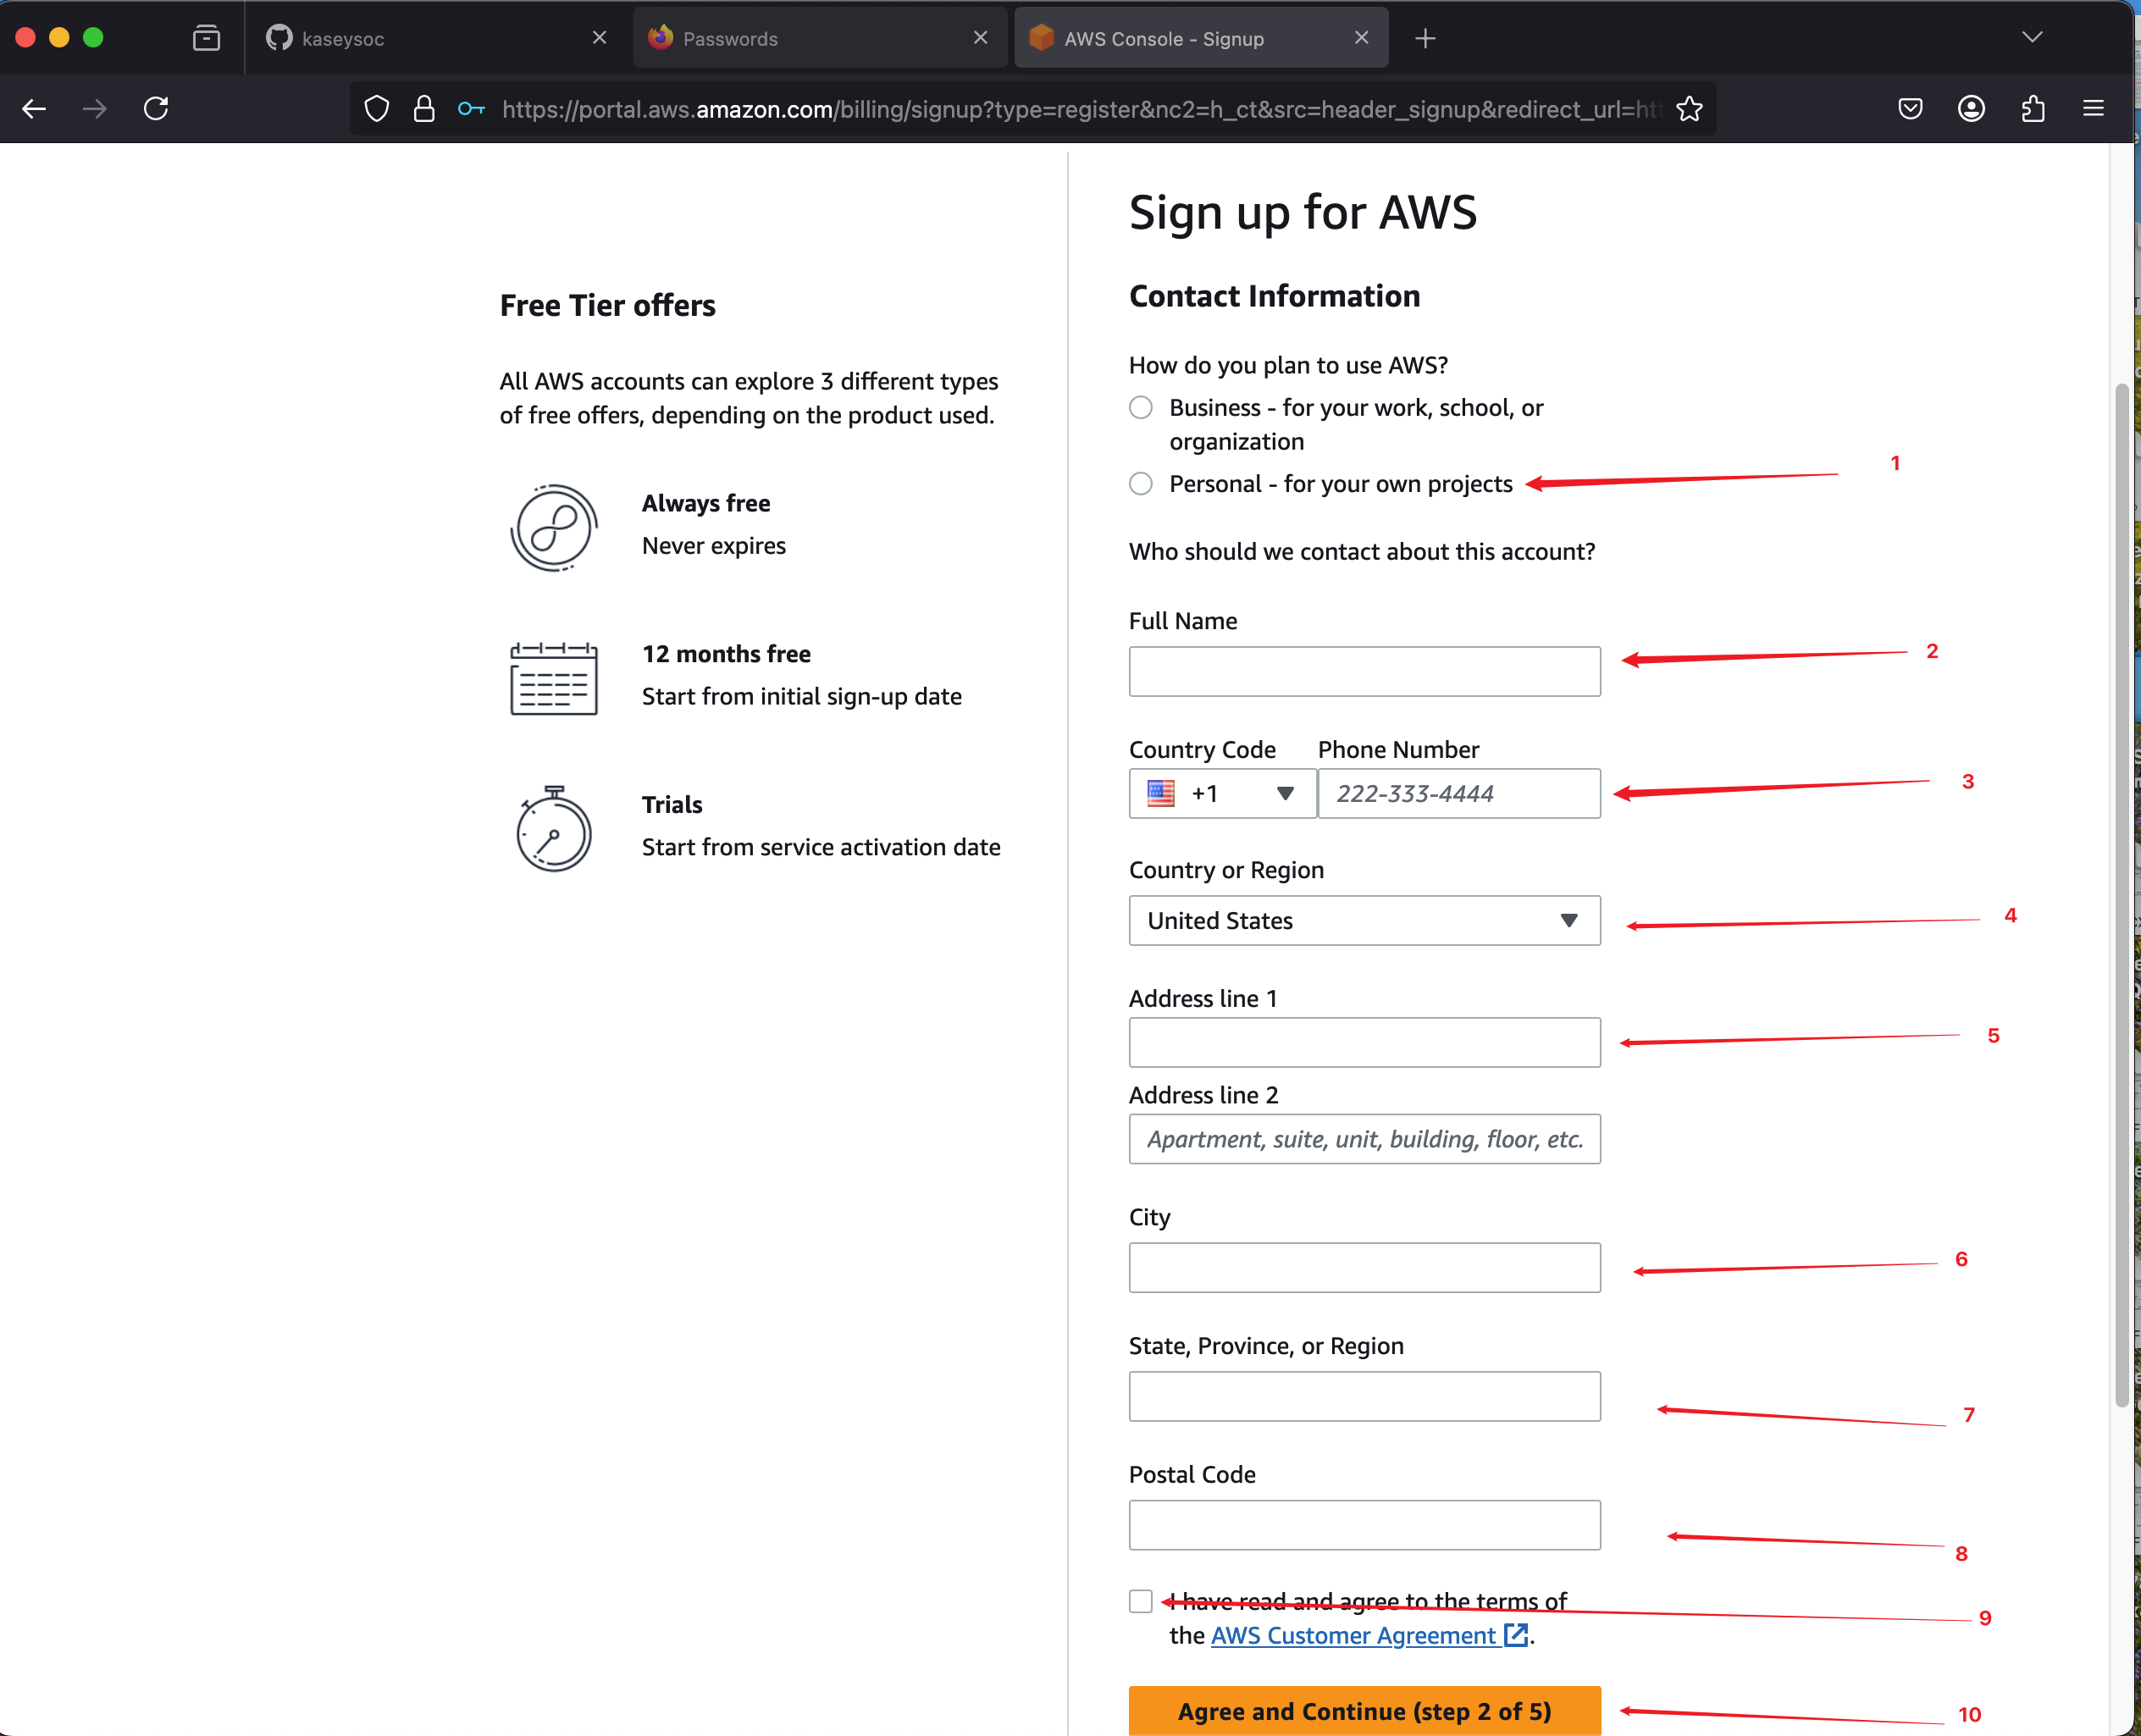 kaseysoc
Passwords
AWS Console - Signup
https://portal.aws.amazon.com/billing/signup?type=register&nc2=h_ct&src=header_signup&redirect_url=htt
Free Tier offers
All AWS accounts can explore 3 different types
of free offers, depending on the product used.
Always free
Never expires
12 months free
Start from initial sign-up date
Trials
Start from service activation date
Sign up for AWS
Contact Information
How do you plan to use AWS?
Business - for your work, school, or
organization
Personal - for your own projects
1
Who should we contact about this account?
Full Name
2
Country Code Phone Number
+1 222-333-4444
3
Country or Region
United States
4
Address line 1
5
Address line 2
Apartment, suite, unit, building, floor, etc.
City
6
State, Province, or Region
7
Postal Code
8
I have read and agree to the terms of
9
the AWS Customer Agreement.
Agree and Continue (step 2 of 5)
10